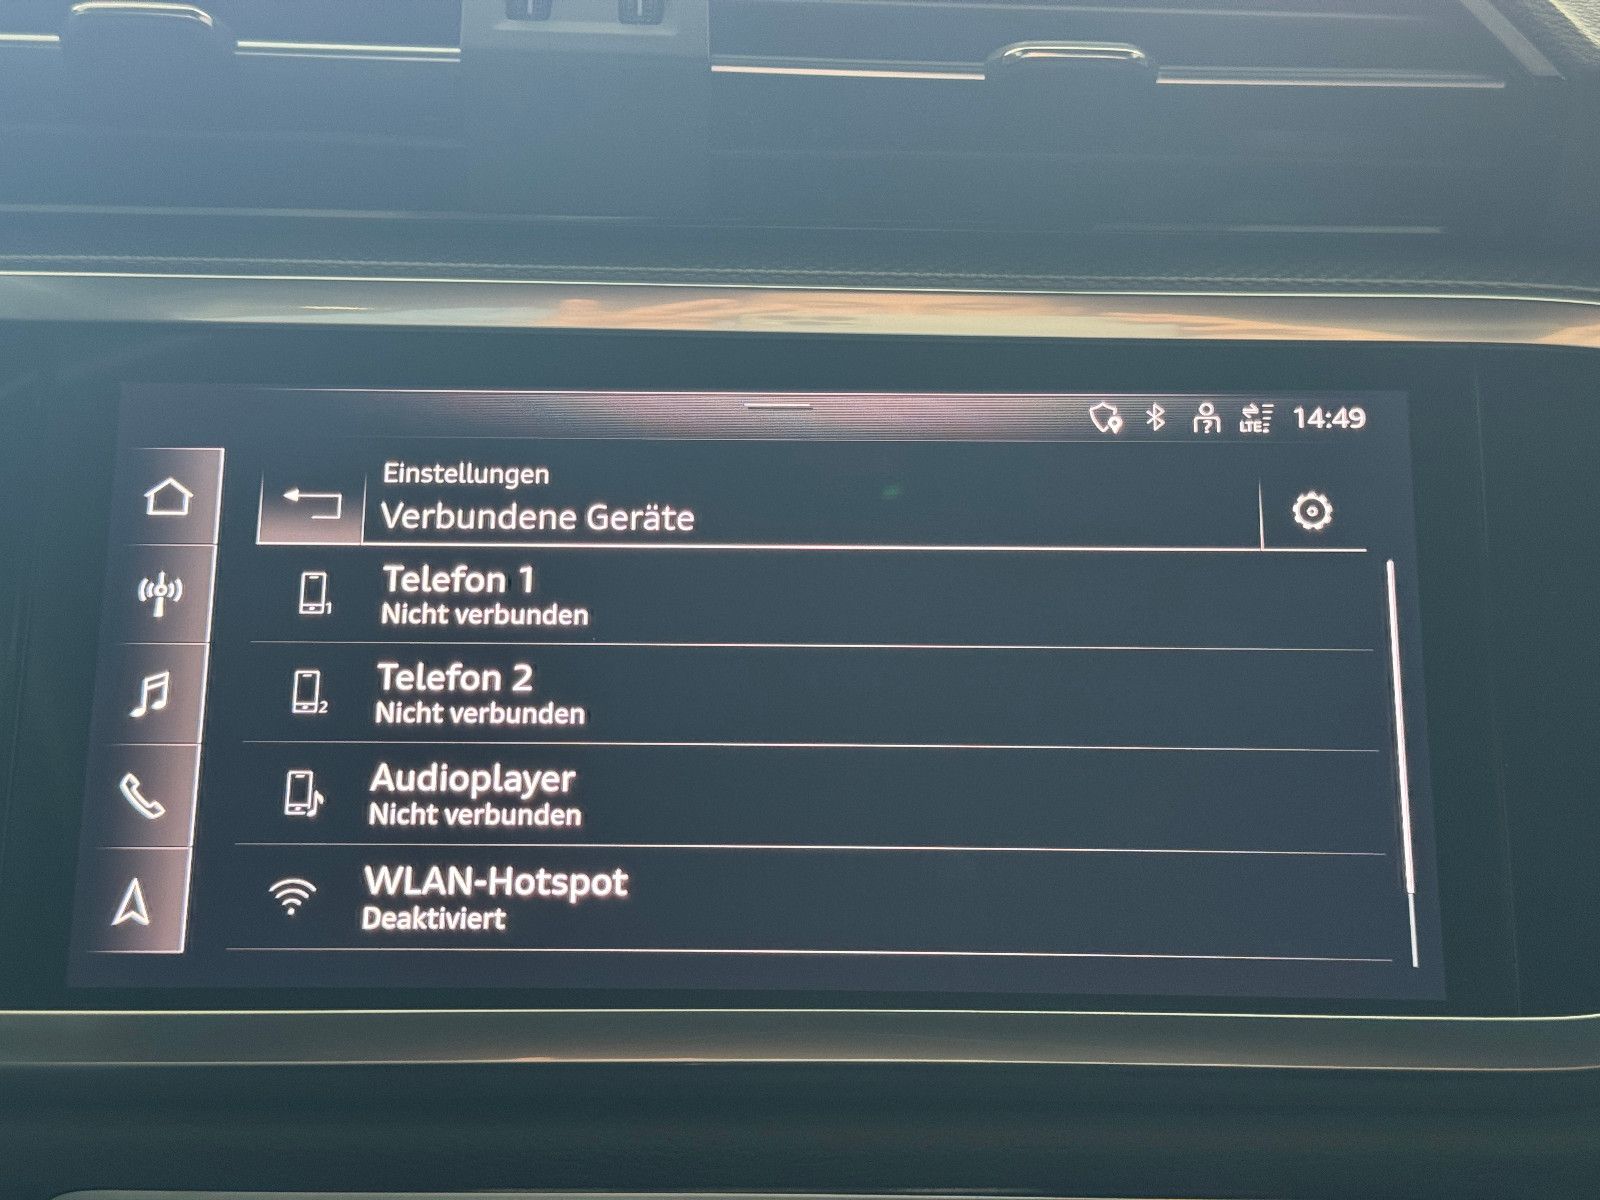 LTE 14:49
Einstellungen
Verbundene Geräte
Telefon 1
Nicht verbunden
Telefon 2
Nicht verbunden
Audioplayer
Nicht verbunden
WLAN-Hotspot
Deaktiviert